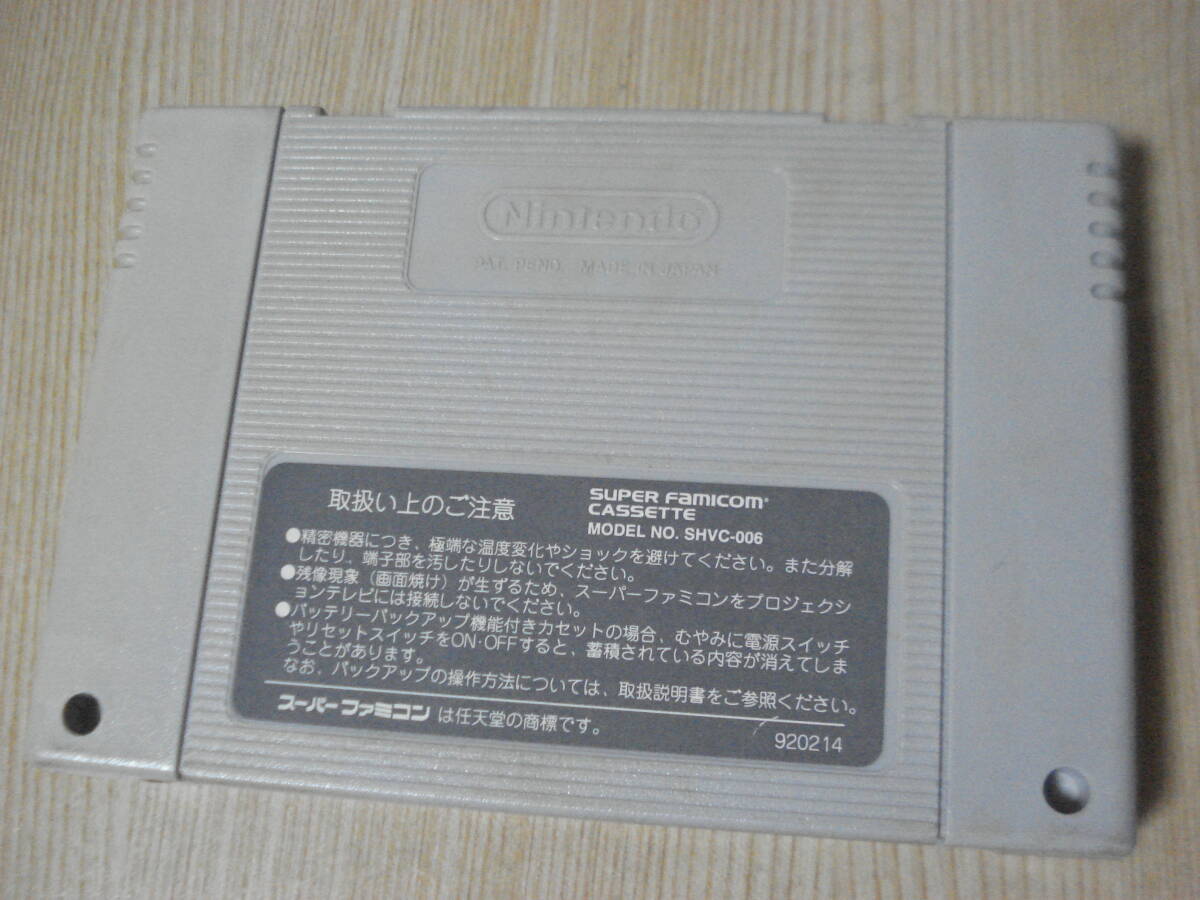 Nintendo
PAT. PEND. MADE IN JAPAN
取扱い上のご注意
SUPER FAMICOM
CASSETTE
MODEL NO. SHVC-006
●精密機器につき、極端な温度変化やショックを避けてください。また分解
したり、端子部を汚したりしないでください。
●残像現象（画面焼け）が生ずるため、スーパーファミコンをプロジェクシ
ョンテレビには接続しないでください。
●バッテリーバックアップ機能付きカセットの場合、むやみに電源スイッチ
やリセットスイッチをON・OFFすると、蓄積されている内容が消えてしま
うことがあります。
なお、バックアップの操作方法については、取扱説明書をご参照ください。
スーパーファミコン は任天堂の商標です。
920214